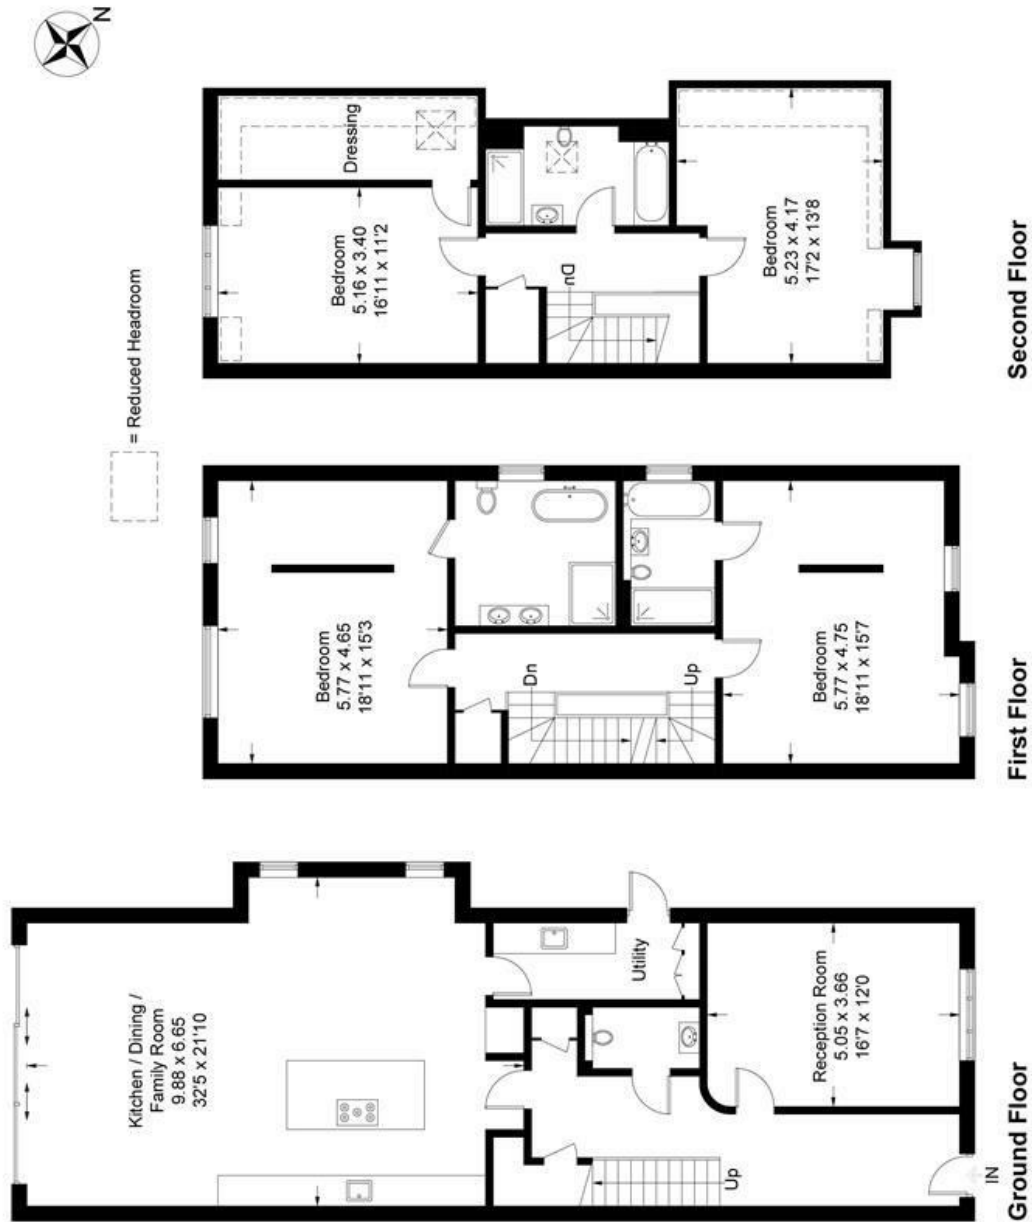 N
= Reduced Headroom
Kitchen / Dining /
Family Room
9.88 x 6.65
32'5 x 21'10
Utility
Reception Room
5.05 x 3.66
16'7 x 12'0
Up
IN
Ground Floor
Bedroom
5.77 x 4.65
18'11 x 15'3
Dn
Up
Bedroom
5.77 x 4.75
18'11 x 15'7
First Floor
Dressing
Bedroom
5.16 x 3.40
16'11 x 11'2
Dn
Bedroom
5.23 x 4.17
17'2 x 13'8
Second Floor